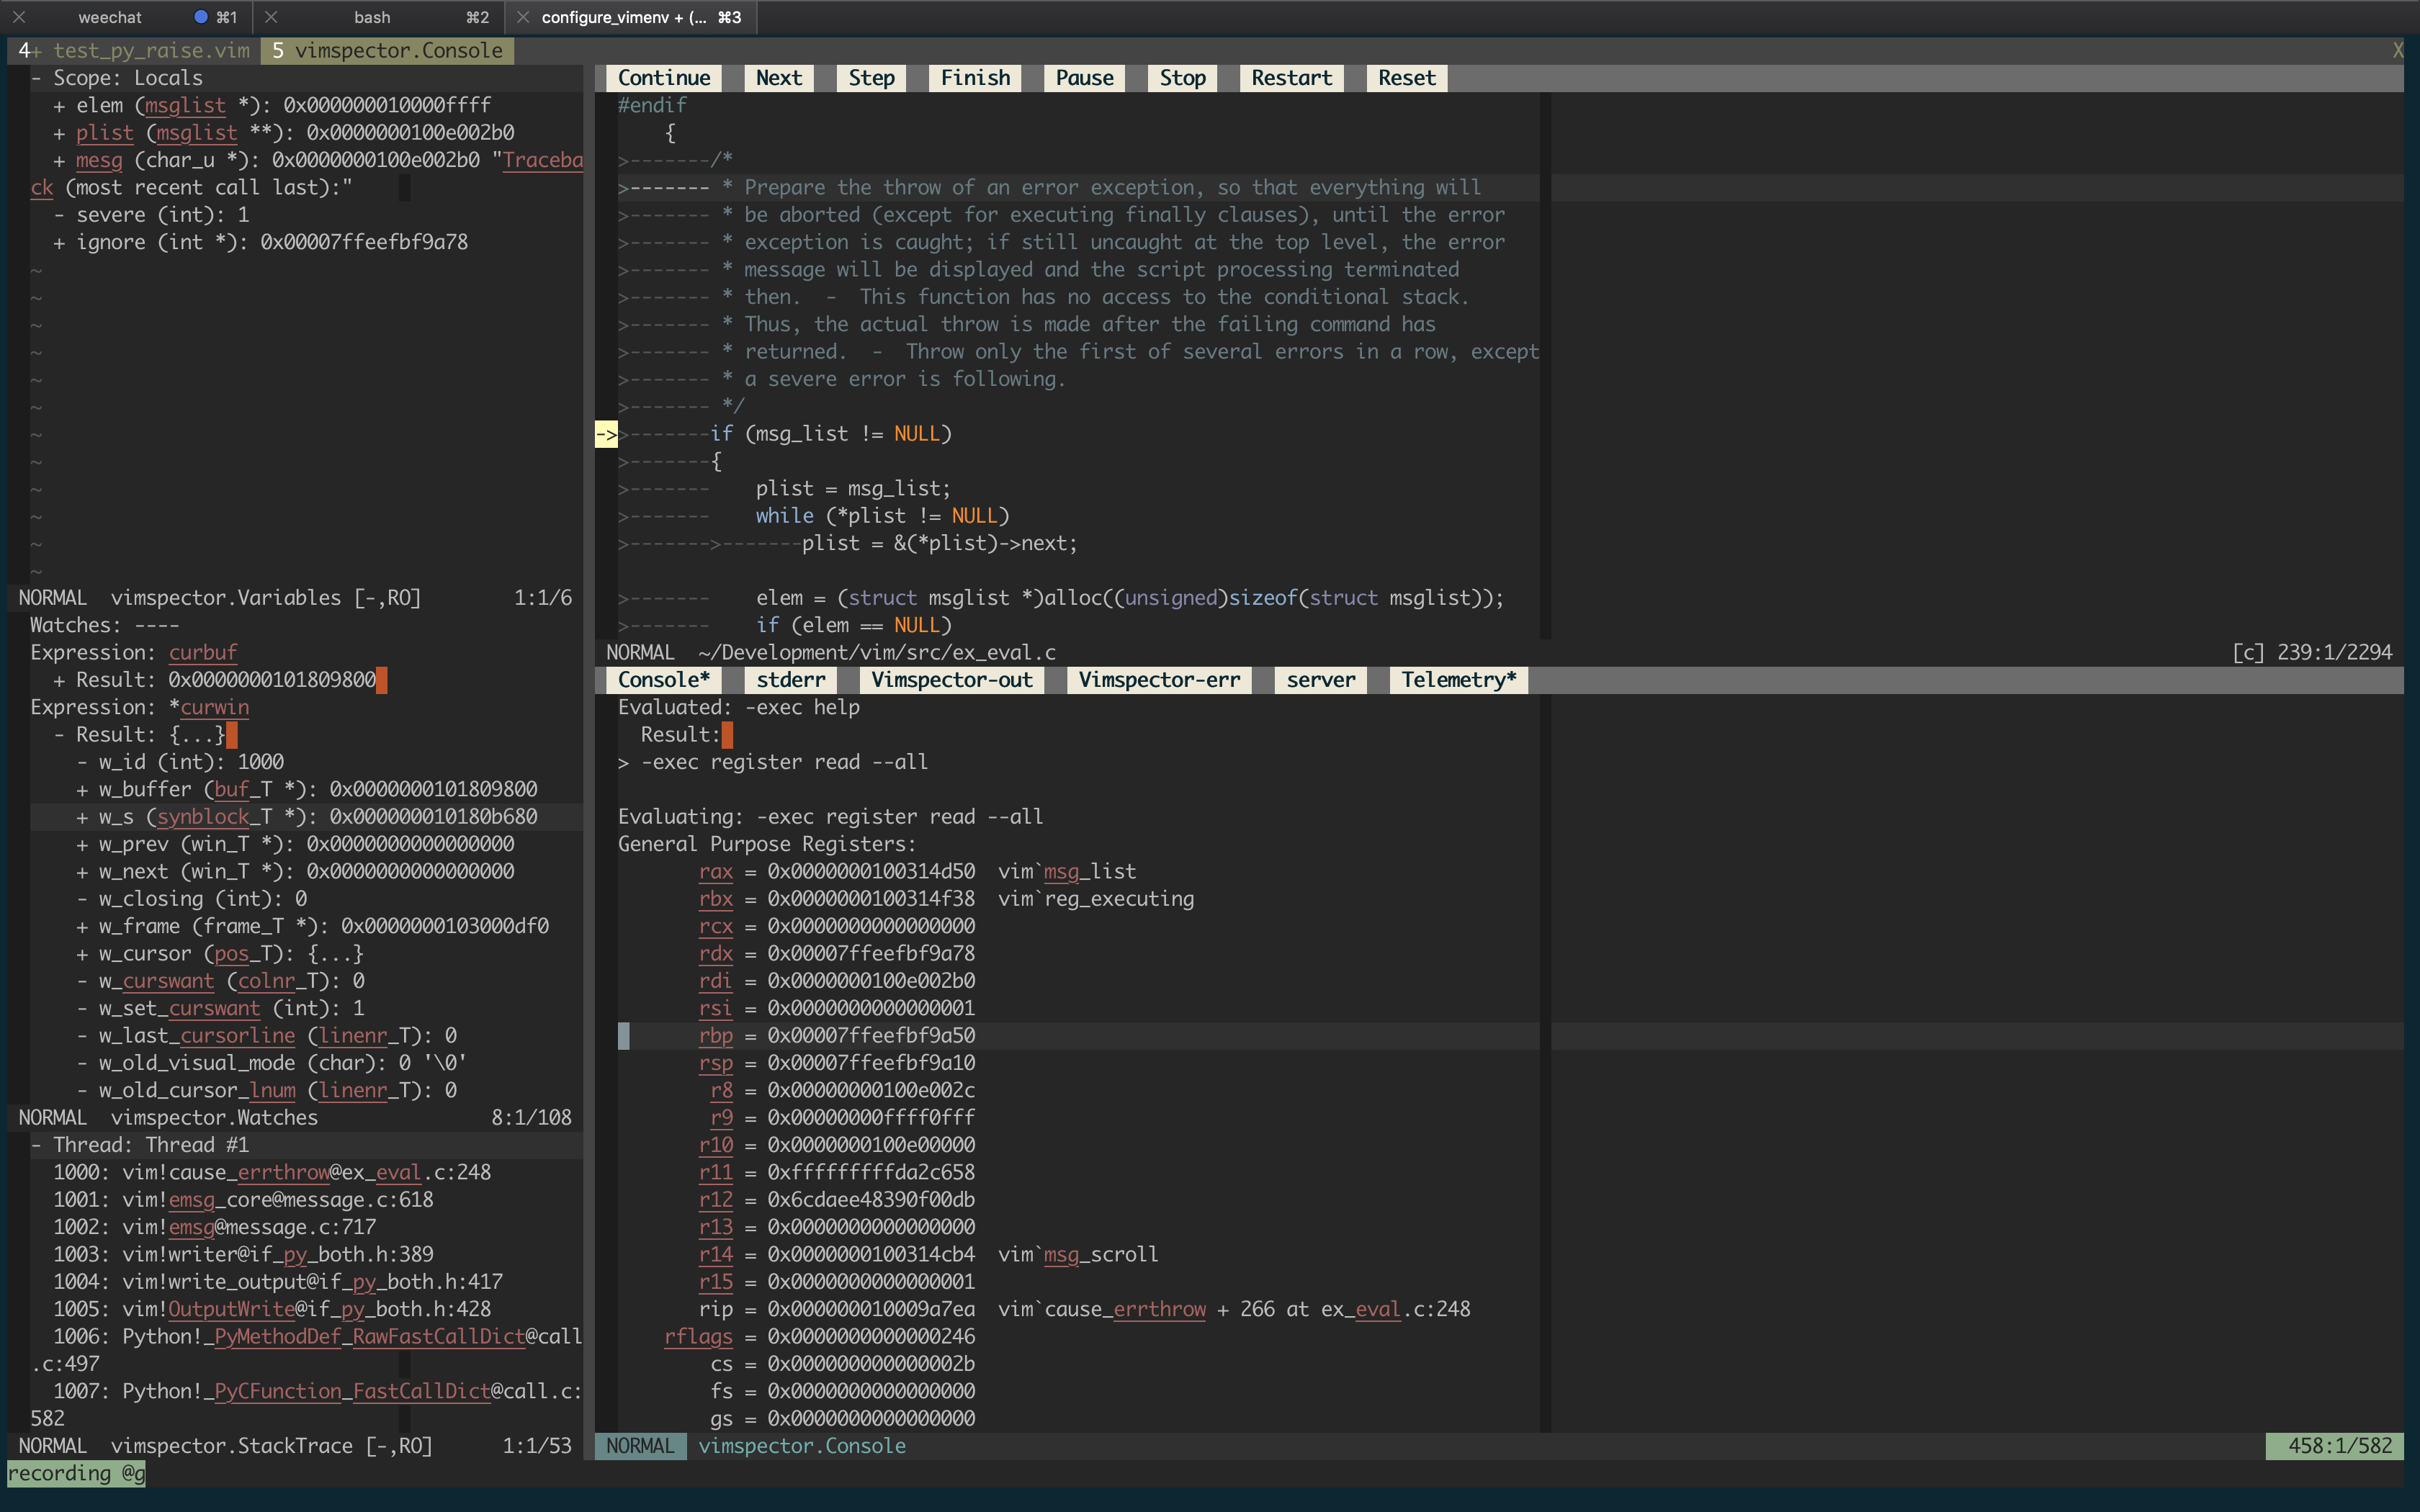 weechat ⌘1 bash ⌘2 configure_vimenv + (... ⌘3
4+ test_py_raise.vim 5 vimspector.Console X
- Scope: Locals
+ elem (msglist *): 0x000000010000ffff
+ plist (msglist **): 0x0000000100e002b0
+ mesg (char_u *): 0x0000000100e002b0 "Traceba
ck (most recent call last):"
- severe (int): 1
+ ignore (int *): 0x00007ffeefbf9a78
~
~
~
~
~
~
~
~
~
~
~
~
NORMAL vimspector.Variables [-,RO] 1:1/6
Watches: ----
Expression: curbuf
+ Result: 0x0000000101809800
Expression: *curwin
- Result: {...}
- w_id (int): 1000
+ w_buffer (buf_T *): 0x0000000101809800
+ w_s (synblock_T *): 0x000000010180b680
+ w_prev (win_T *): 0x0000000000000000
+ w_next (win_T *): 0x0000000000000000
- w_closing (int): 0
+ w_frame (frame_T *): 0x0000000103000df0
+ w_cursor (pos_T): {...}
- w_curswant (colnr_T): 0
- w_set_curswant (int): 1
- w_last_cursorline (linenr_T): 0
- w_old_visual_mode (char): 0 '\0'
- w_old_cursor_lnum (linenr_T): 0
NORMAL vimspector.Watches 8:1/108
- Thread: Thread #1
1000: vim!cause_errthrow@ex_eval.c:248
1001: vim!emsg_core@message.c:618
1002: vim!emsg@message.c:717
1003: vim!writer@if_py_both.h:389
1004: vim!write_output@if_py_both.h:417
1005: vim!OutputWrite@if_py_both.h:428
1006: Python!_PyMethodDef_RawFastCallDict@call
.c:497
1007: Python!_PyCFunction_FastCallDict@call.c:
582
NORMAL vimspector.StackTrace [-,RO] 1:1/53
recording @g
Continue Next Step Finish Pause Stop Restart Reset
#endif
{
>-------/*
>------- * Prepare the throw of an error exception, so that everything will
>------- * be aborted (except for executing finally clauses), until the error
>------- * exception is caught; if still uncaught at the top level, the error
>------- * message will be displayed and the script processing terminated
>------- * then.  -  This function has no access to the conditional stack.
>------- * Thus, the actual throw is made after the failing command has
>------- * returned.  -  Throw only the first of several errors in a row, except
>------- * a severe error is following.
>------- */
->>-------if (msg_list != NULL)
>-------{
>------- plist = msg_list;
>------- while (*plist != NULL)
>------->-------plist = &(*plist)->next;
>------- elem = (struct msglist *)alloc((unsigned)sizeof(struct msglist));
>------- if (elem == NULL)
NORMAL ~/Development/vim/src/ex_eval.c [c] 239:1/2294
Console* stderr Vimspector-out Vimspector-err server Telemetry*
Evaluated: -exec help
Result:
> -exec register read --all
Evaluating: -exec register read --all
General Purpose Registers:
rax = 0x0000000100314d50 vim`msg_list
rbx = 0x0000000100314f38 vim`reg_executing
rcx = 0x0000000000000000
rdx = 0x00007ffeefbf9a78
rdi = 0x0000000100e002b0
rsi = 0x0000000000000001
rbp = 0x00007ffeefbf9a50
rsp = 0x00007ffeefbf9a10
r8 = 0x00000000100e002c
r9 = 0x00000000ffff0fff
r10 = 0x0000000100e00000
r11 = 0xfffffffffda2c658
r12 = 0x6cdaee48390f00db
r13 = 0x0000000000000000
r14 = 0x0000000100314cb4 vim`msg_scroll
r15 = 0x0000000000000001
rip = 0x000000010009a7ea vim`cause_errthrow + 266 at ex_eval.c:248
rflags = 0x0000000000000246
cs = 0x000000000000002b
fs = 0x0000000000000000
gs = 0x0000000000000000
NORMAL vimspector.Console 458:1/582